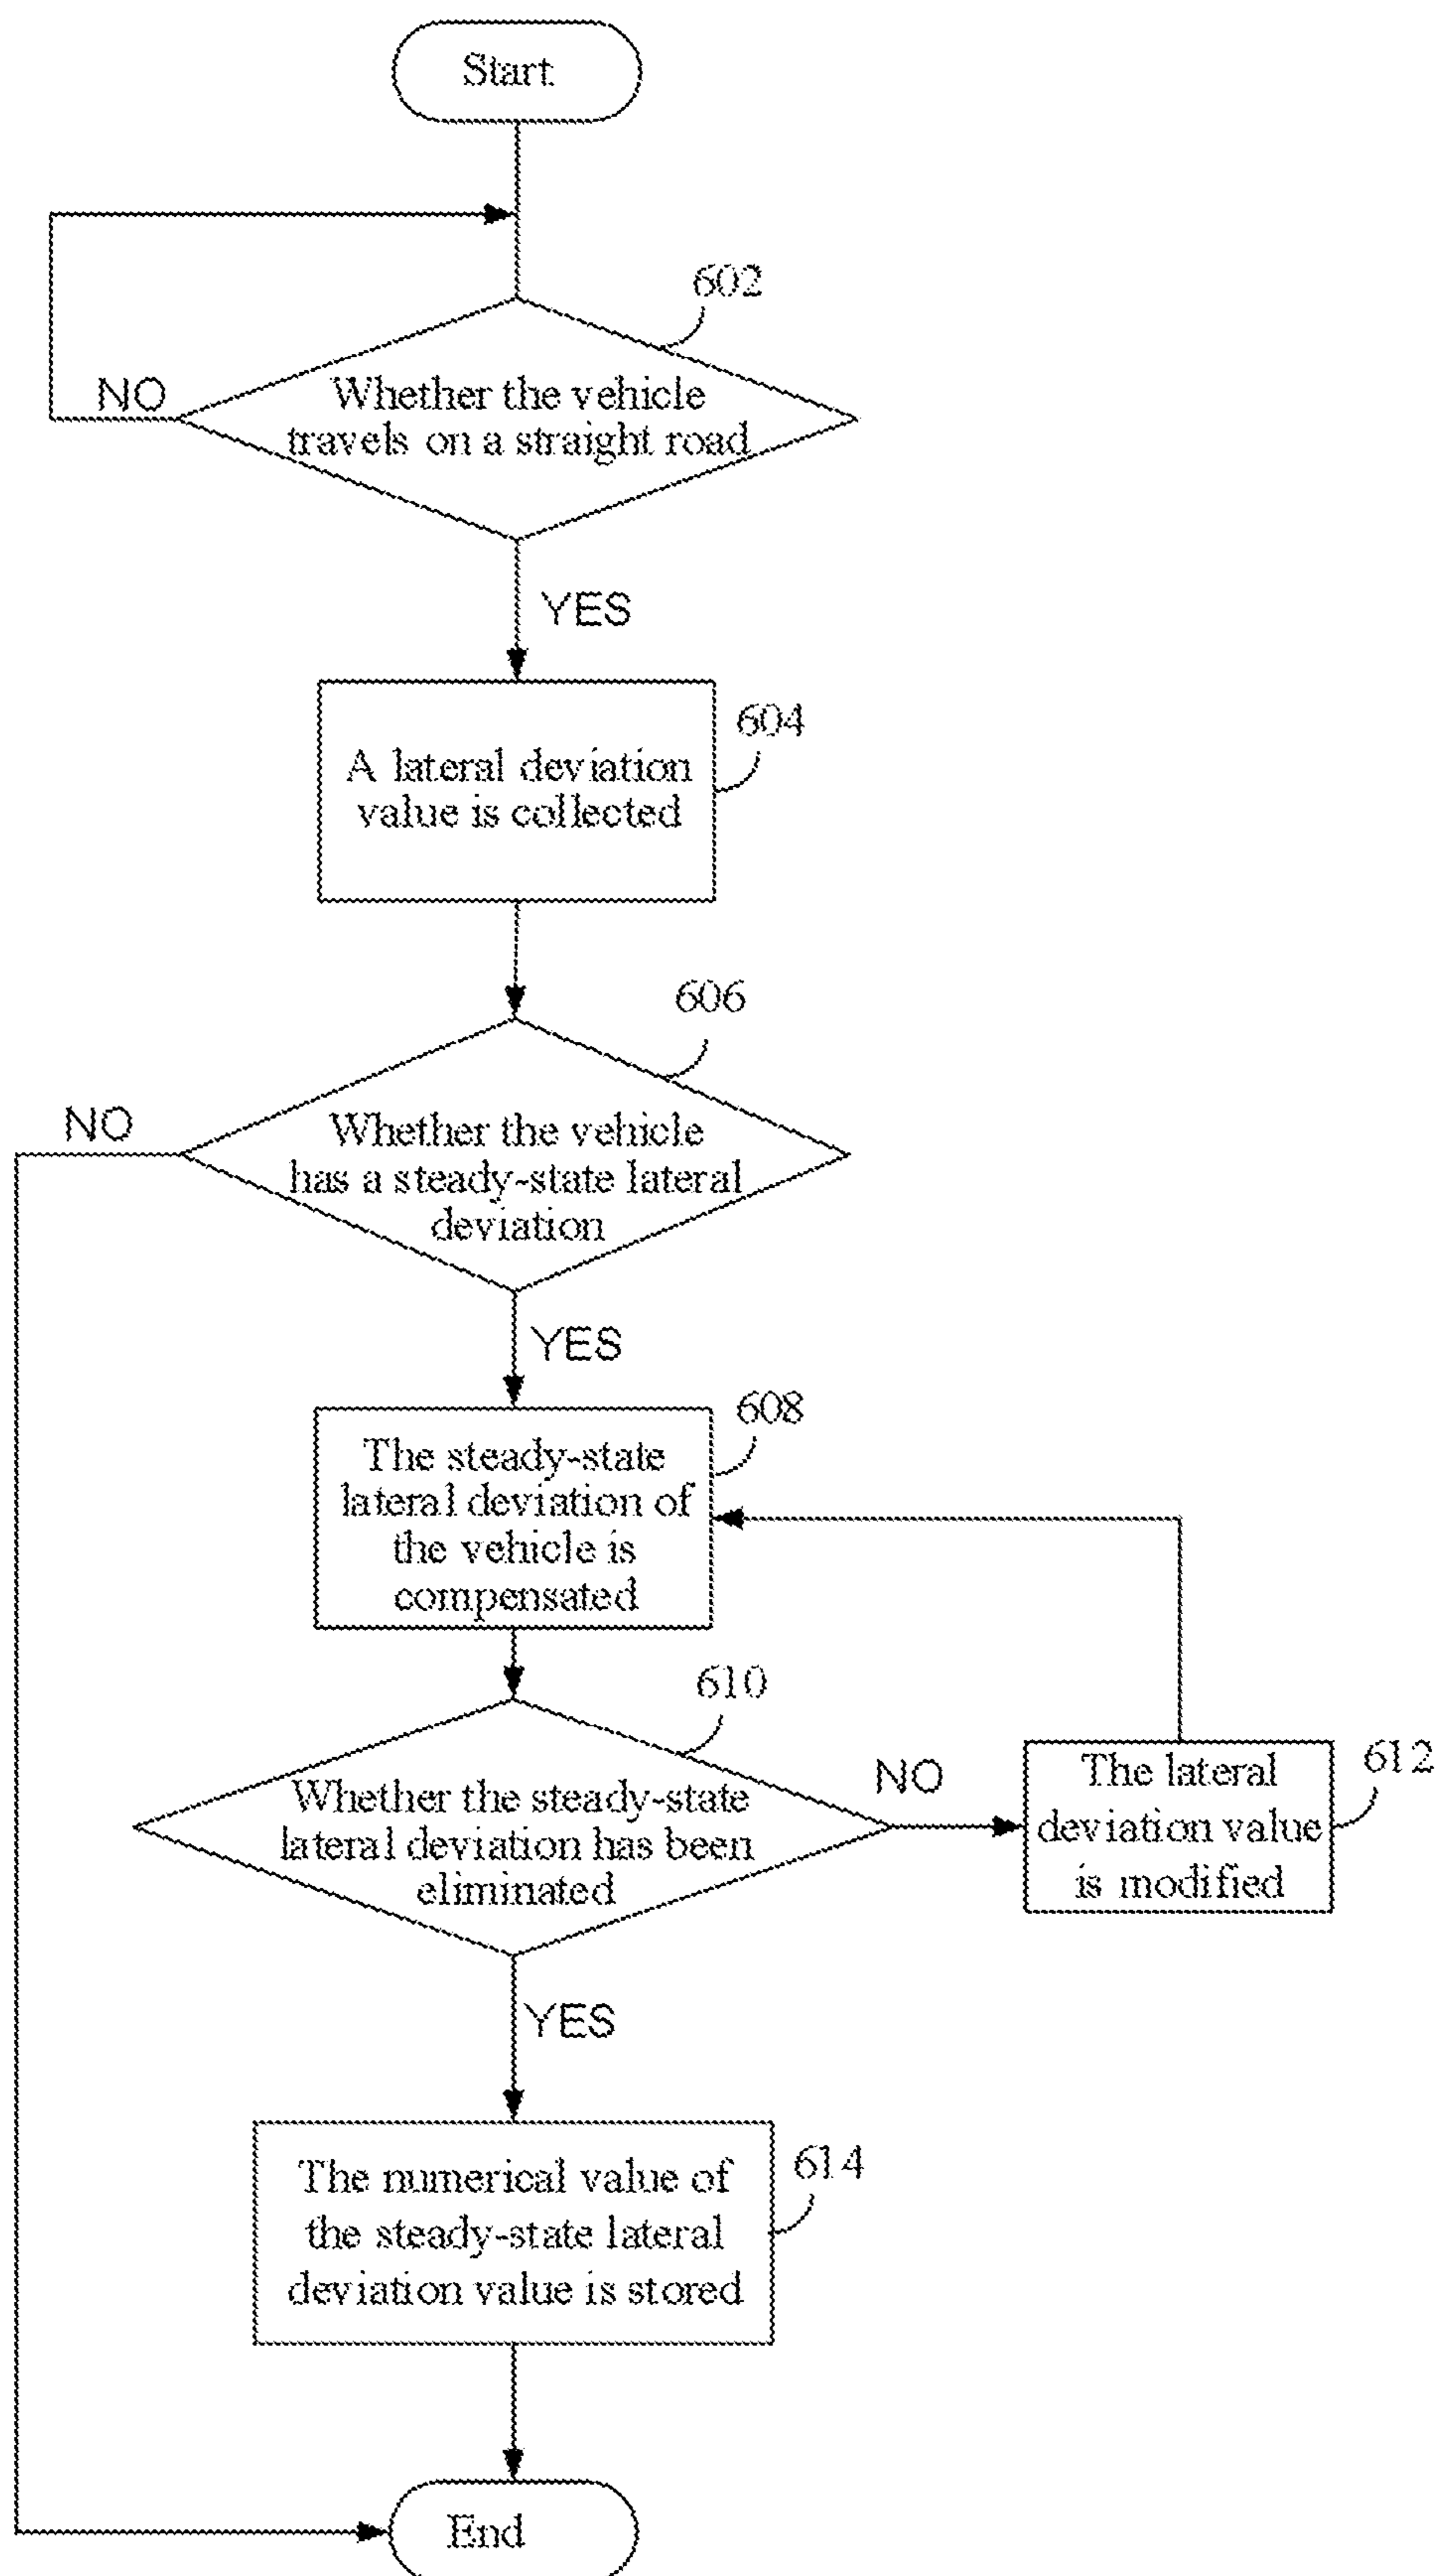 Start
602
NO
Whether the vehicle
travels on a straight road
YES
604
A lateral deviation
value is collected
606
NO
Whether the vehicle
has a steady-state lateral
deviation
YES
608
The steady-state
lateral deviation of
the vehicle is
compensated
610
Whether the steady-state
lateral deviation has been
eliminated
NO
612
The lateral
deviation value
is modified
YES
614
The numerical value of
the steady-state lateral
deviation value is stored
End